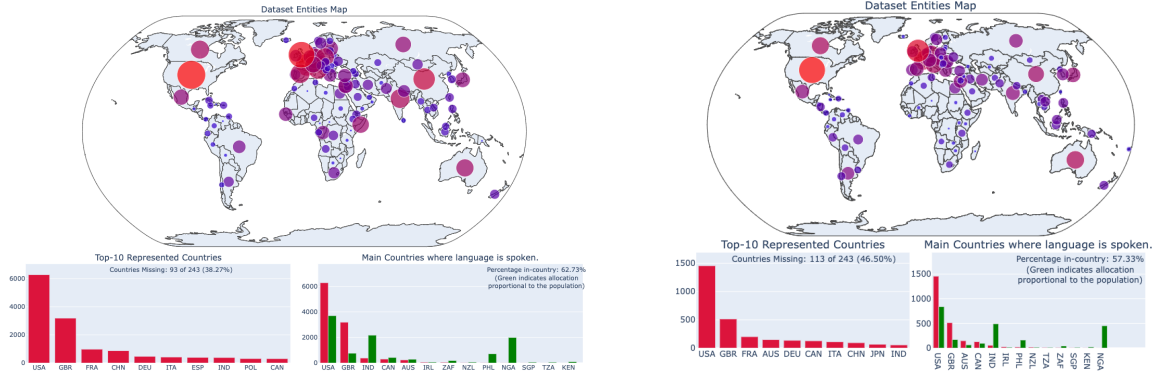 Dataset Entities Map
Top-10 Represented Countries
Countries Missing: 93 of 243 (38.27%)
6000
4000
2000
0
USA GBR FRA CHN DEU ITA ESP IND POL CAN
Main Countries where language is spoken.
Percentage in-country: 62.73%
(Green indicates allocation
proportional to the population)
6000
4000
2000
0
USA GBR IND CAN AUS IRL ZAF NZL PHL NGA SGP TZA KEN
Dataset Entities Map
Top-10 Represented Countries
Countries Missing: 113 of 243 (46.50%)
1500
1000
500
0
USA GBR FRA AUS DEU CAN ITA CHN JPN IND
Main Countries where language is spoken.
Percentage in-country: 57.33%
(Green indicates allocation
proportional to the population)
1500
1000
500
0
USA GBR AUS CAN IND IRL PHL NZL TZA ZAF SGP KEN NGA